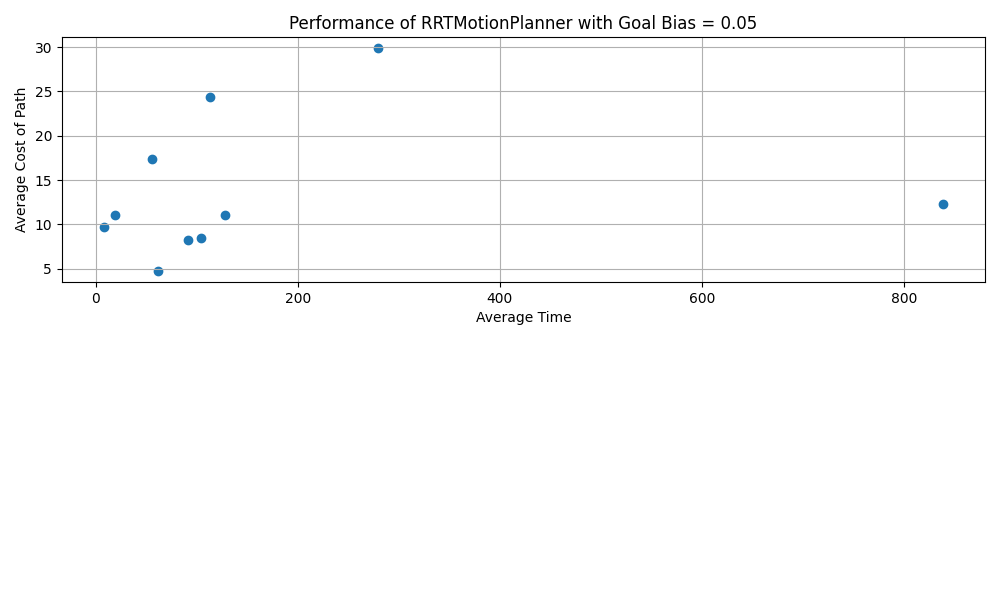 Performance of RRTMotionPlanner with Goal Bias = 0.05
Average Cost of Path
30
25
20
15
10
5
0 200 400 600 800
Average Time